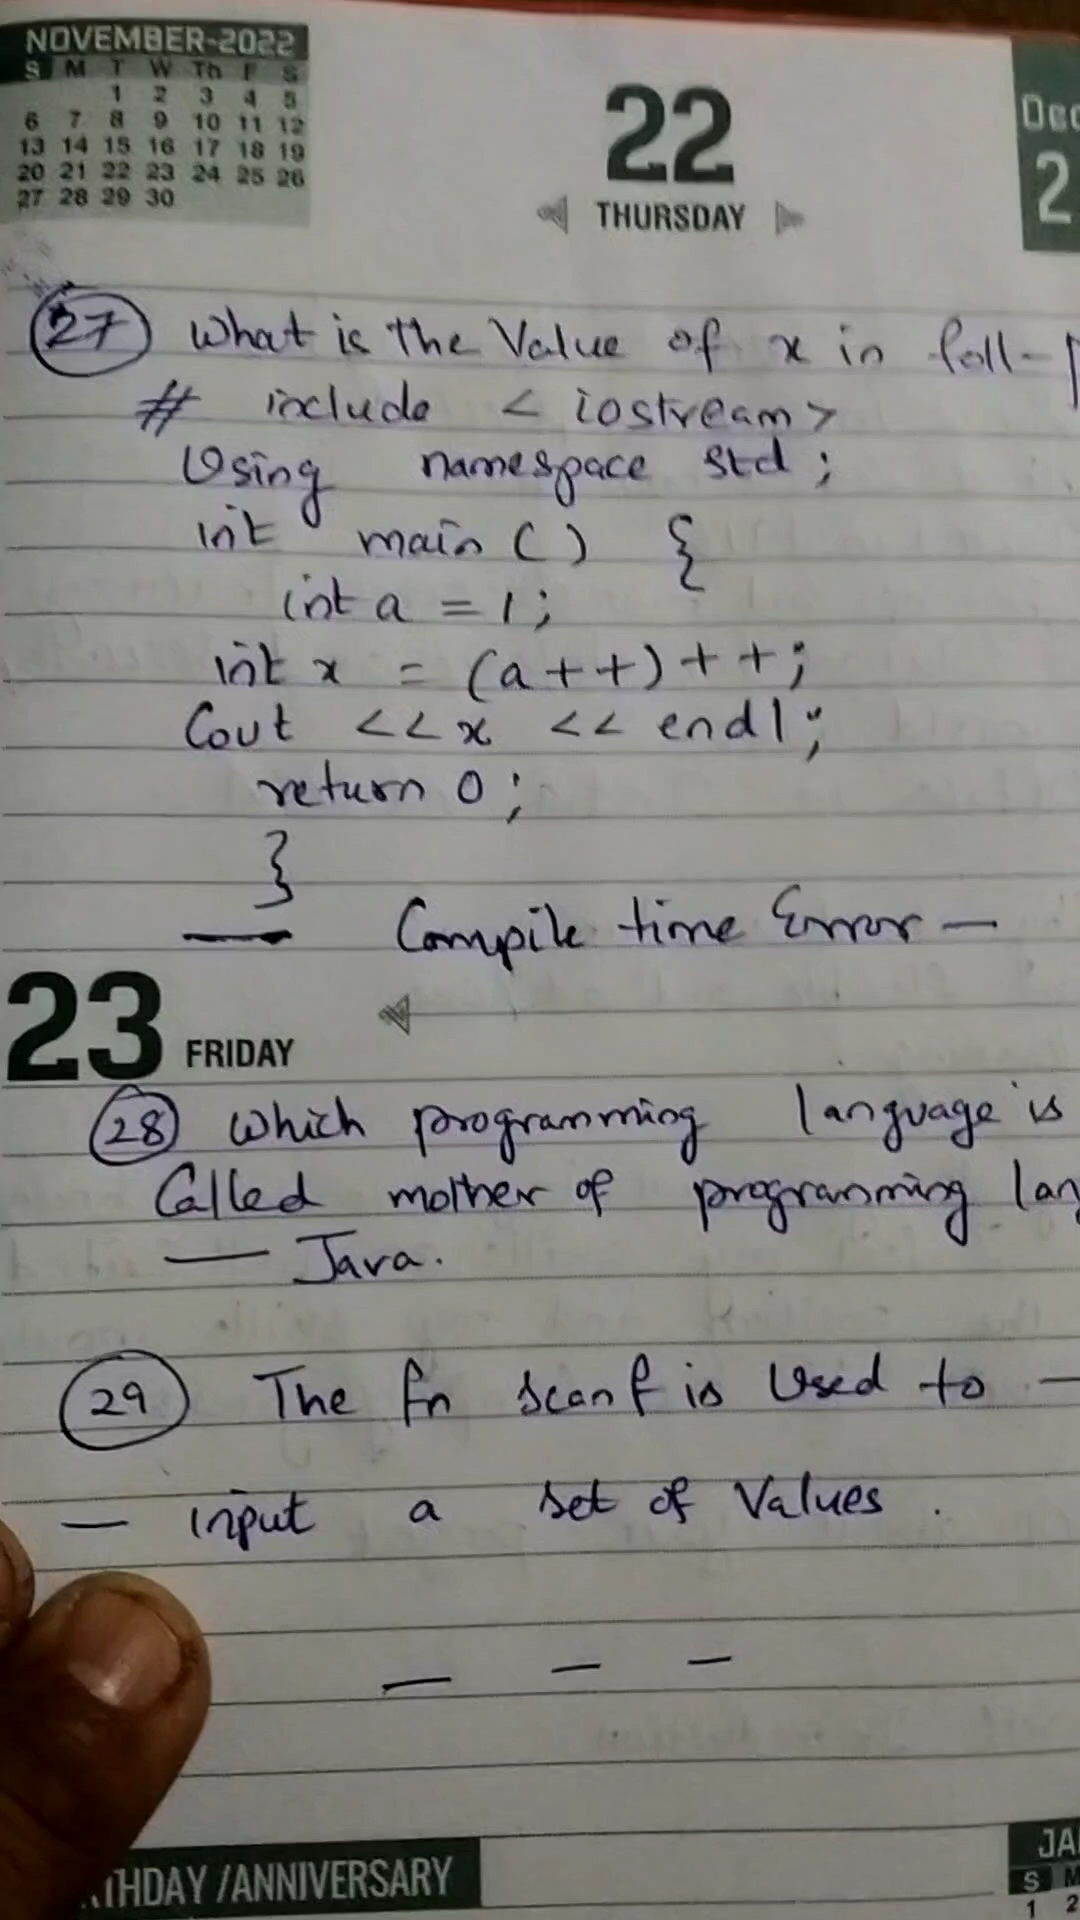 NOVEMBER-2022
S M T W Th F S
1 2 3 4 5
6 7 8 9 10 11 12
13 14 15 16 17 18 19
20 21 22 23 24 25 26
27 28 29 30
22
THURSDAY
Dec
2
27 What is the Value of x in foll-
# include < iostream >
Using namespace std ;
int main ( ) {
int a = 1 ;
int x = (a + +) + + ;
Cout << x << endl ;
return 0 ;
}
— Compile time Error —
23 FRIDAY
28 Which programming language is
Called mother of programming lan
— Java.
29 The fn scanf is Used to —
— input a set of Values .
— — —
THDAY /ANNIVERSARY
JA
S M
1 2